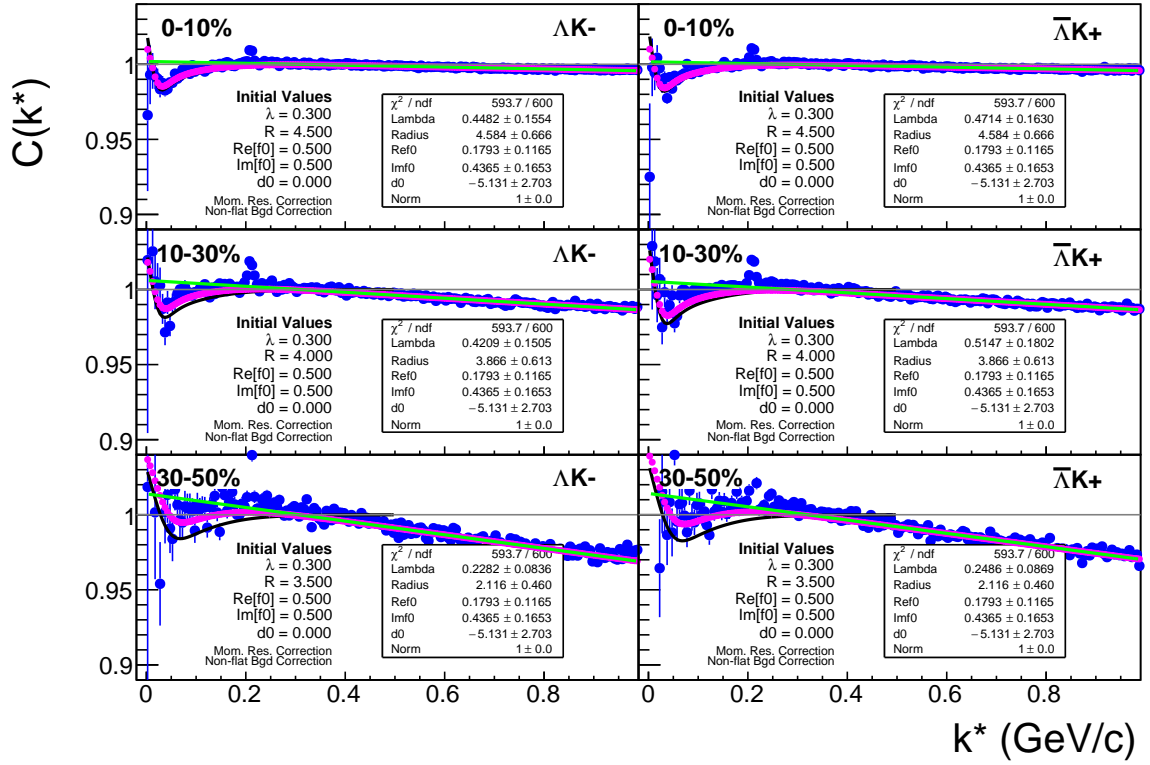 C(k*)
0-10%
ΛK-
1
0.95
0.9
Initial Values
λ = 0.300
R = 4.500
Re[f0] = 0.500
Im[f0] = 0.500
d0 = 0.000
Mom. Res. Correction
Non-flat Bgd Correction
χ² / ndf 593.7 / 600
Lambda 0.4482 ± 0.1554
Radius 4.584 ± 0.666
Ref0 0.1793 ± 0.1165
Imf0 0.4365 ± 0.1653
d0 −5.131 ± 2.703
Norm 1 ± 0.0
0-10%
Λ̅K+
Initial Values
λ = 0.300
R = 4.500
Re[f0] = 0.500
Im[f0] = 0.500
d0 = 0.000
Mom. Res. Correction
Non-flat Bgd Correction
χ² / ndf 593.7 / 600
Lambda 0.4714 ± 0.1630
Radius 4.584 ± 0.666
Ref0 0.1793 ± 0.1165
Imf0 0.4365 ± 0.1653
d0 −5.131 ± 2.703
Norm 1 ± 0.0
10-30%
ΛK-
1
0.95
0.9
Initial Values
λ = 0.300
R = 4.000
Re[f0] = 0.500
Im[f0] = 0.500
d0 = 0.000
Mom. Res. Correction
Non-flat Bgd Correction
χ² / ndf 593.7 / 600
Lambda 0.4209 ± 0.1505
Radius 3.866 ± 0.613
Ref0 0.1793 ± 0.1165
Imf0 0.4365 ± 0.1653
d0 −5.131 ± 2.703
Norm 1 ± 0.0
10-30%
Λ̅K+
Initial Values
λ = 0.300
R = 4.000
Re[f0] = 0.500
Im[f0] = 0.500
d0 = 0.000
Mom. Res. Correction
Non-flat Bgd Correction
χ² / ndf 593.7 / 600
Lambda 0.5147 ± 0.1802
Radius 3.866 ± 0.613
Ref0 0.1793 ± 0.1165
Imf0 0.4365 ± 0.1653
d0 −5.131 ± 2.703
Norm 1 ± 0.0
30-50%
ΛK-
1
0.95
0.9
Initial Values
λ = 0.300
R = 3.500
Re[f0] = 0.500
Im[f0] = 0.500
d0 = 0.000
Mom. Res. Correction
Non-flat Bgd Correction
χ² / ndf 593.7 / 600
Lambda 0.2282 ± 0.0836
Radius 2.116 ± 0.460
Ref0 0.1793 ± 0.1165
Imf0 0.4365 ± 0.1653
d0 −5.131 ± 2.703
Norm 1 ± 0.0
30-50%
Λ̅K+
Initial Values
λ = 0.300
R = 3.500
Re[f0] = 0.500
Im[f0] = 0.500
d0 = 0.000
Mom. Res. Correction
Non-flat Bgd Correction
χ² / ndf 593.7 / 600
Lambda 0.2486 ± 0.0869
Radius 2.116 ± 0.460
Ref0 0.1793 ± 0.1165
Imf0 0.4365 ± 0.1653
d0 −5.131 ± 2.703
Norm 1 ± 0.0
0 0.2 0.4 0.6 0.8
0 0.2 0.4 0.6 0.8
k* (GeV/c)